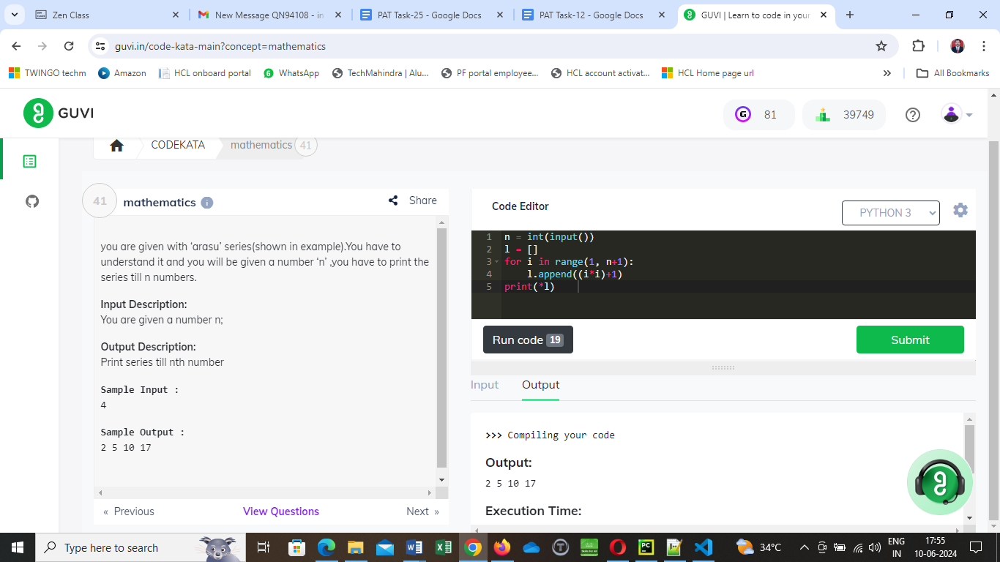 Zen Class
New Message QN94108 - in
PAT Task-25 - Google Docs
PAT Task-12 - Google Docs
GUVI | Learn to code in your
guvi.in/code-kata-main?concept=mathematics
TWINGO techm
Amazon
HCL onboard portal
WhatsApp
TechMahindra | Alu...
PF portal employee...
HCL account activat...
HCL Home page url
All Bookmarks
GUVI
81
39749
CODEKATA
mathematics 41
41 mathematics
Share
you are given with ‘arasu’ series(shown in example).You have to
understand it and you will be given a number ‘n’ ,you have to print the
series till n numbers.
Input Description:
You are given a number n;
Output Description:
Print series till nth number
Sample Input :
4
Sample Output :
2 5 10 17
« Previous
View Questions
Next »
Code Editor
PYTHON 3
1 n = int(input())
2 l = []
3 for i in range(1, n+1):
4     l.append((i*i)+1)
5 print(*l)
Run code 19
Submit
Input
Output
>>> Compiling your code
Output:
2 5 10 17
Execution Time:
Type here to search
34°C
ENG
IN
17:55
10-06-2024